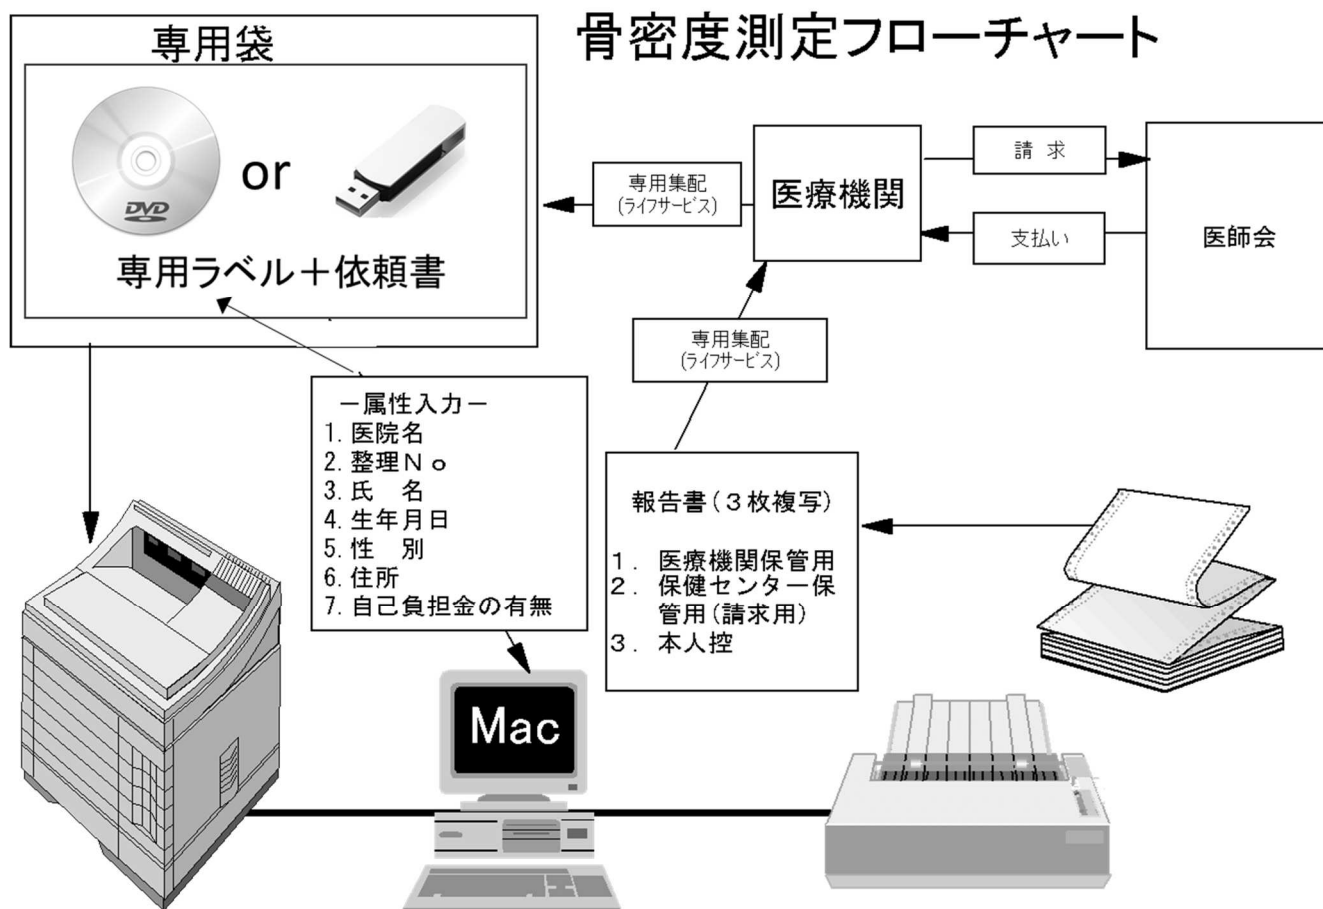 骨密度測定フローチャート
専用袋
DVD
or
専用ラベル＋依頼書
専用集配
(ライフサービス)
医療機関
請 求
支払い
医師会
専用集配
(ライフサービス)
－属性入力－
1. 医院名
2. 整理Ｎｏ
3. 氏　名
4. 生年月日
5. 性　別
6. 住所
7. 自己負担金の有無
報告書(３枚複写)
１. 医療機関保管用
２. 保健センター保
管用(請求用)
３. 本人控
Mac